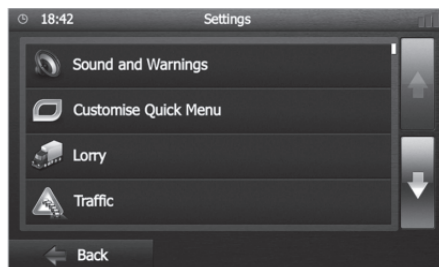 18:42 Settings
Sound and Warnings
Customise Quick Menu
Lorry
Traffic
Back